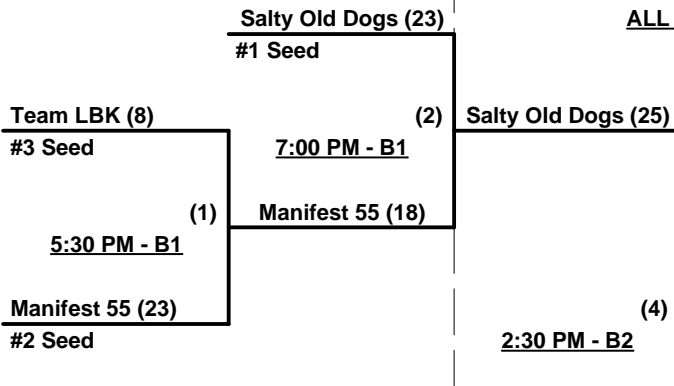 Salty Old Dogs (23)
ALL
#1 Seed
Team LBK (8)
(2)
Salty Old Dogs (25)
#3 Seed
7:00 PM - B1
(1)
Manifest 55 (18)
5:30 PM - B1
Manifest 55 (23)
(4)
#2 Seed
2:30 PM - B2